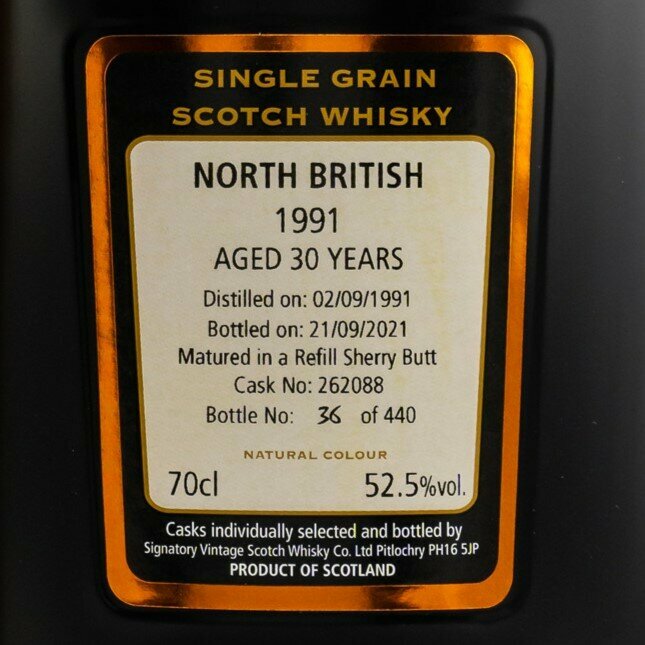 SINGLE GRAIN
SCOTCH WHISKY
NORTH BRITISH
1991
AGED 30 YEARS
Distilled on: 02/09/1991
Bottled on: 21/09/2021
Matured in a Refill Sherry Butt
Cask No: 262088
Bottle No: 36 of 440
NATURAL COLOUR
70cl 52.5%vol.
Casks individually selected and bottled by
Signatory Vintage Scotch Whisky Co. Ltd Pitlochry PH16 5JP
PRODUCT OF SCOTLAND